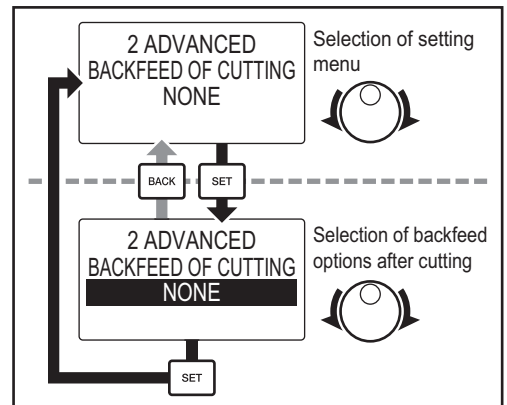 2 ADVANCED
BACKFEED OF CUTTING
NONE
Selection of setting
menu
BACK
SET
2 ADVANCED
BACKFEED OF CUTTING
NONE
Selection of backfeed
options after cutting
SET